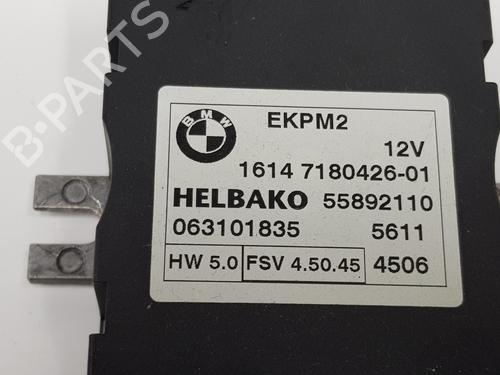 B-PARTS
BMW
EKPM2
12V
1614 7180426-01
HELBAKO 55892110
063101835 5611
HW 5.0 FSV 4.50.45 4506